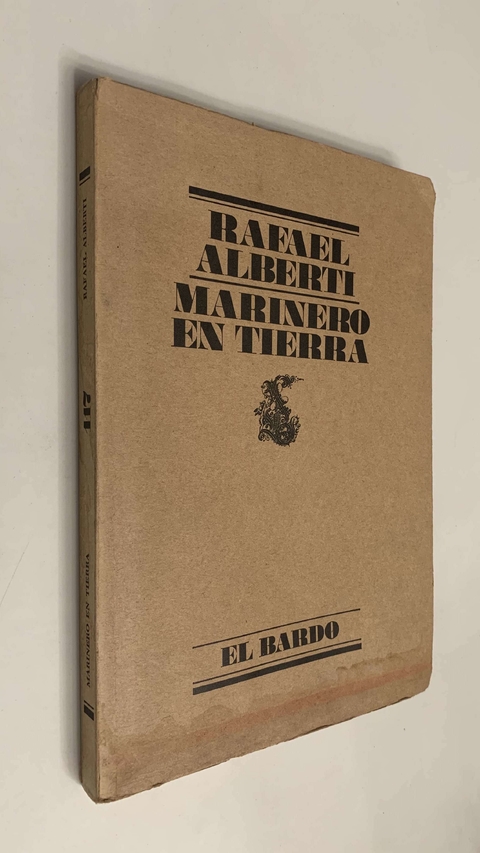 RAFAEL
ALBERTI
MARINERO
EN TIERRA
EL BARDO
RAFAEL ALBERTI
MARINERO EN TIERRA